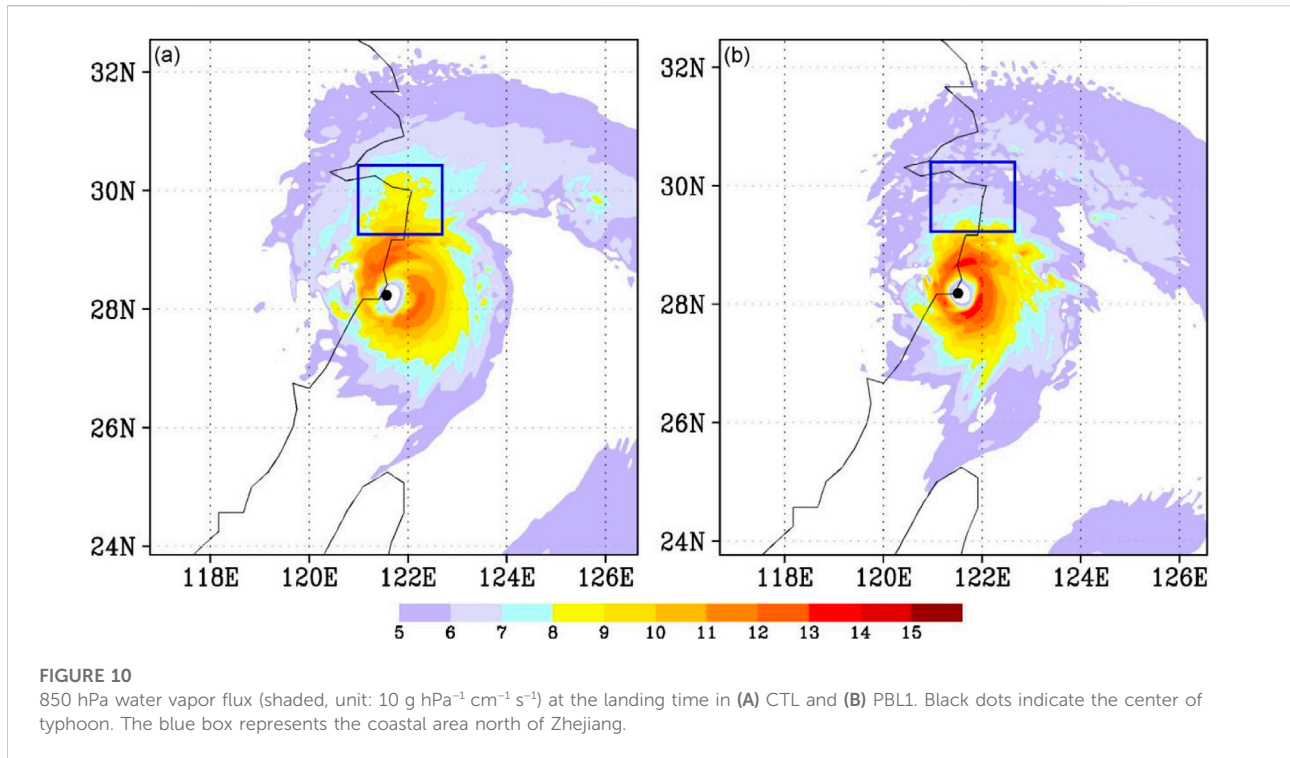 (a)
(b)
32N
30N
28N
26N
24N
118E 120E 122E 124E 126E
32N
30N
28N
26N
24N
118E 120E 122E 124E 126E
5 6 7 8 9 10 11 12 13 14 15
FIGURE 10
850 hPa water vapor flux (shaded, unit: 10 g hPa⁻¹ cm⁻¹ s⁻¹) at the landing time in (A) CTL and (B) PBL1. Black dots indicate the center of
typhoon. The blue box represents the coastal area north of Zhejiang.